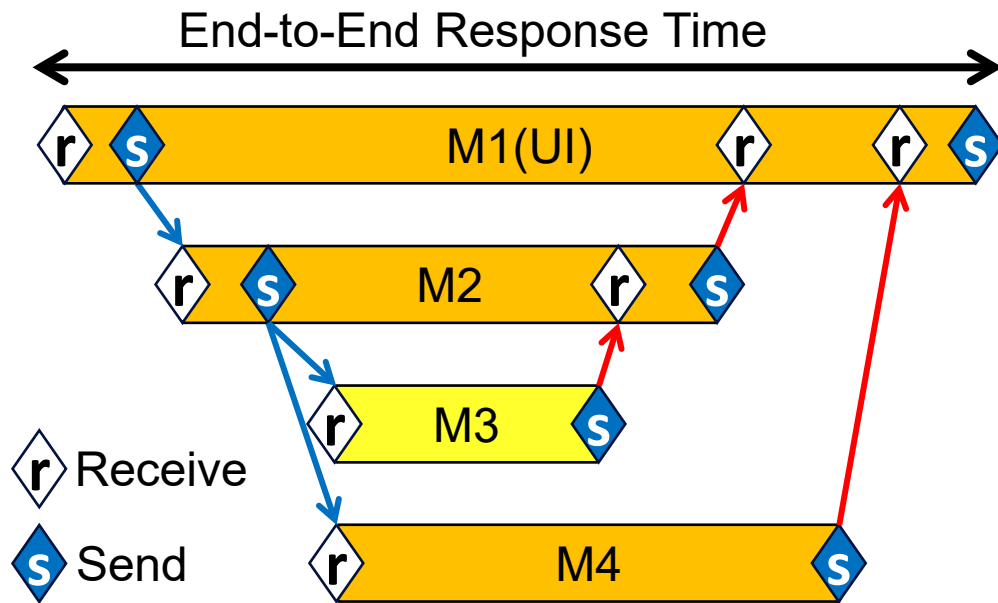 End-to-End Response Time
r s M1(UI) r r s
r s M2 r s
r M3 s
r Receive
r M4 s
s Send